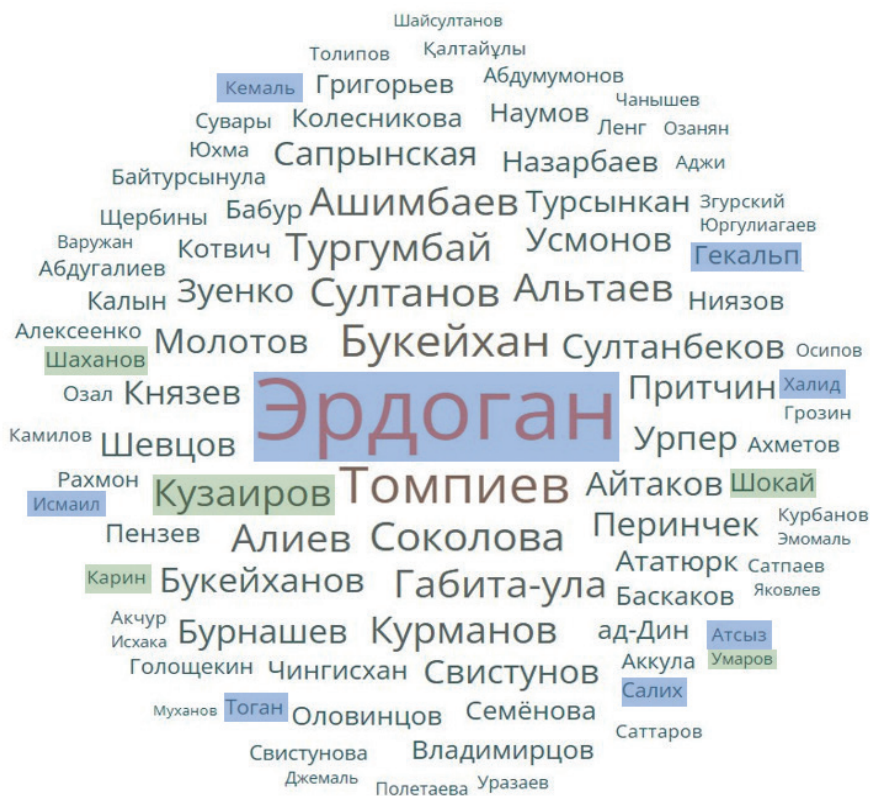 Шайсултанов
Толипов Қалтайұлы
Кемаль Григорьев Абдумумонов
Сувары Колесникова Наумов Чанышев
Ленг Озанян
Юхма Сапрынская Назарбаев Аджи
Байтурсынула
Щербины Бабур Ашимбаев Турсынкан Згурский
Юргулиагаев
Варужан Котвич Тургумбай Усмонов Гекальп
Абдугалиев
Калын Зуенко Султанов Альтаев Ниязов
Алексеенко Молотов Букейхан Султанбеков Осипов
Шаханов
Озал Князев Эрдоган Притчин Халид
Грозин
Камилов Шевцов Урпер Ахметов
Рахмон Кузаиров Томпиев Айтаков Шокай
Исмаил
Пензев Алиев Соколова Перинчек Курбанов
Эмомаль
Карин Букейханов Габита-ула Ататюрк Сатпаев
Баскаков Яковлев
Акчур Бурнашев Курманов ад-Дин Атсыз
Исхака
Голощекин Чингисхан Свистунов Аккула Умаров
Салих
Муханов Тоган Оловинцов Семёнова
Саттаров
Свистунова Владимирцов
Джемаль Полетаева Уразаев